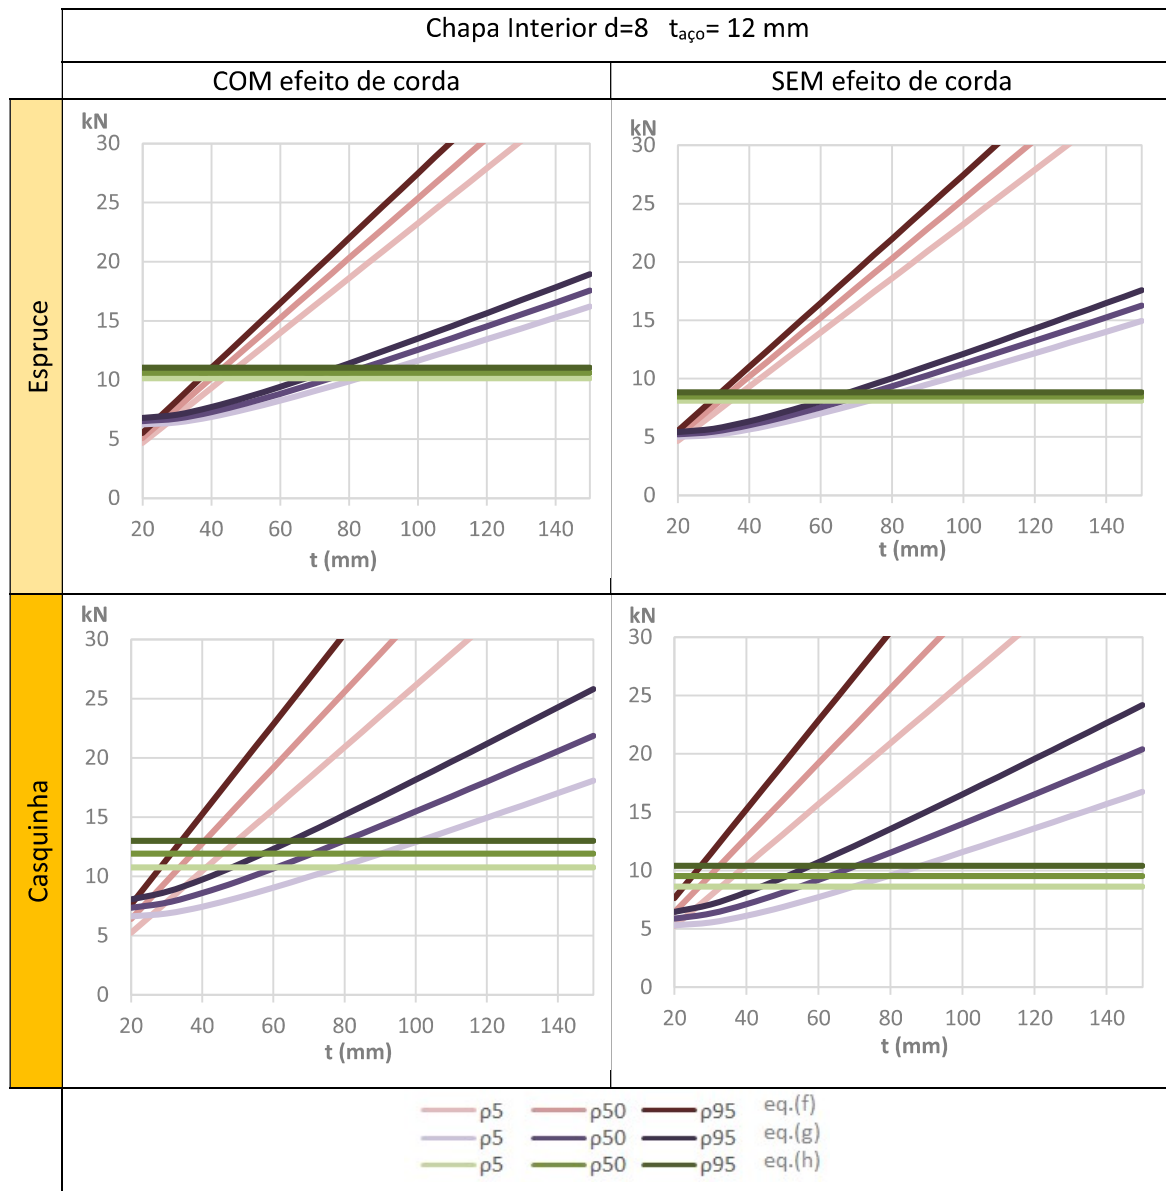 Chapa Interior d=8 taço= 12 mm
COM efeito de corda
SEM efeito de corda
Espruce
kN
30
25
20
15
10
5
0
20 40 60 80 100 120 140
t (mm)
kN
30
25
20
15
10
5
0
20 40 60 80 100 120 140
t (mm)
Casquinha
kN
30
25
20
15
10
5
0
20 40 60 80 100 120 140
t (mm)
kN
30
25
20
15
10
5
0
20 40 60 80 100 120 140
t (mm)
ρ5 ρ50 ρ95 eq.(f)
ρ5 ρ50 ρ95 eq.(g)
ρ5 ρ50 ρ95 eq.(h)